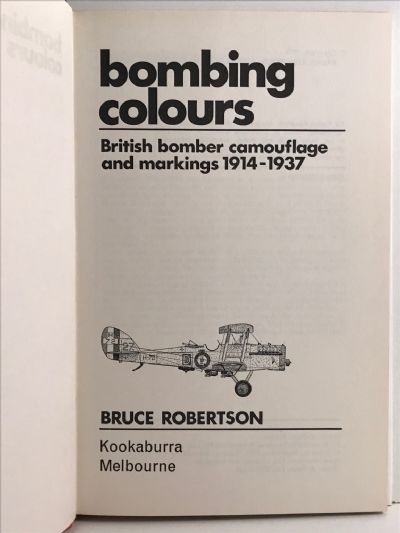 bombing
colours
British bomber camouflage
and markings 1914-1937
BRUCE ROBERTSON
Kookaburra
Melbourne